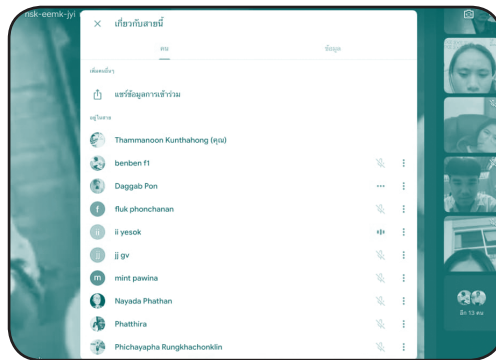 nsk-eemk-jyi
เกี่ยวกับสายนี้
คน
ข้อมูล
เพิ่มคนอื่นๆ
แชร์ข้อมูลการเข้าร่วม
อยู่ในสาย
Thammanoon Kunthahong (คุณ)
benben f1
Daggab Pon
f
fluk phonchanan
ii
ii yesok
jj
jj gv
m
mint pawina
Nayada Phathan
Phatthira
Phichayapha Rungkhachonklin
อีก 13 คน